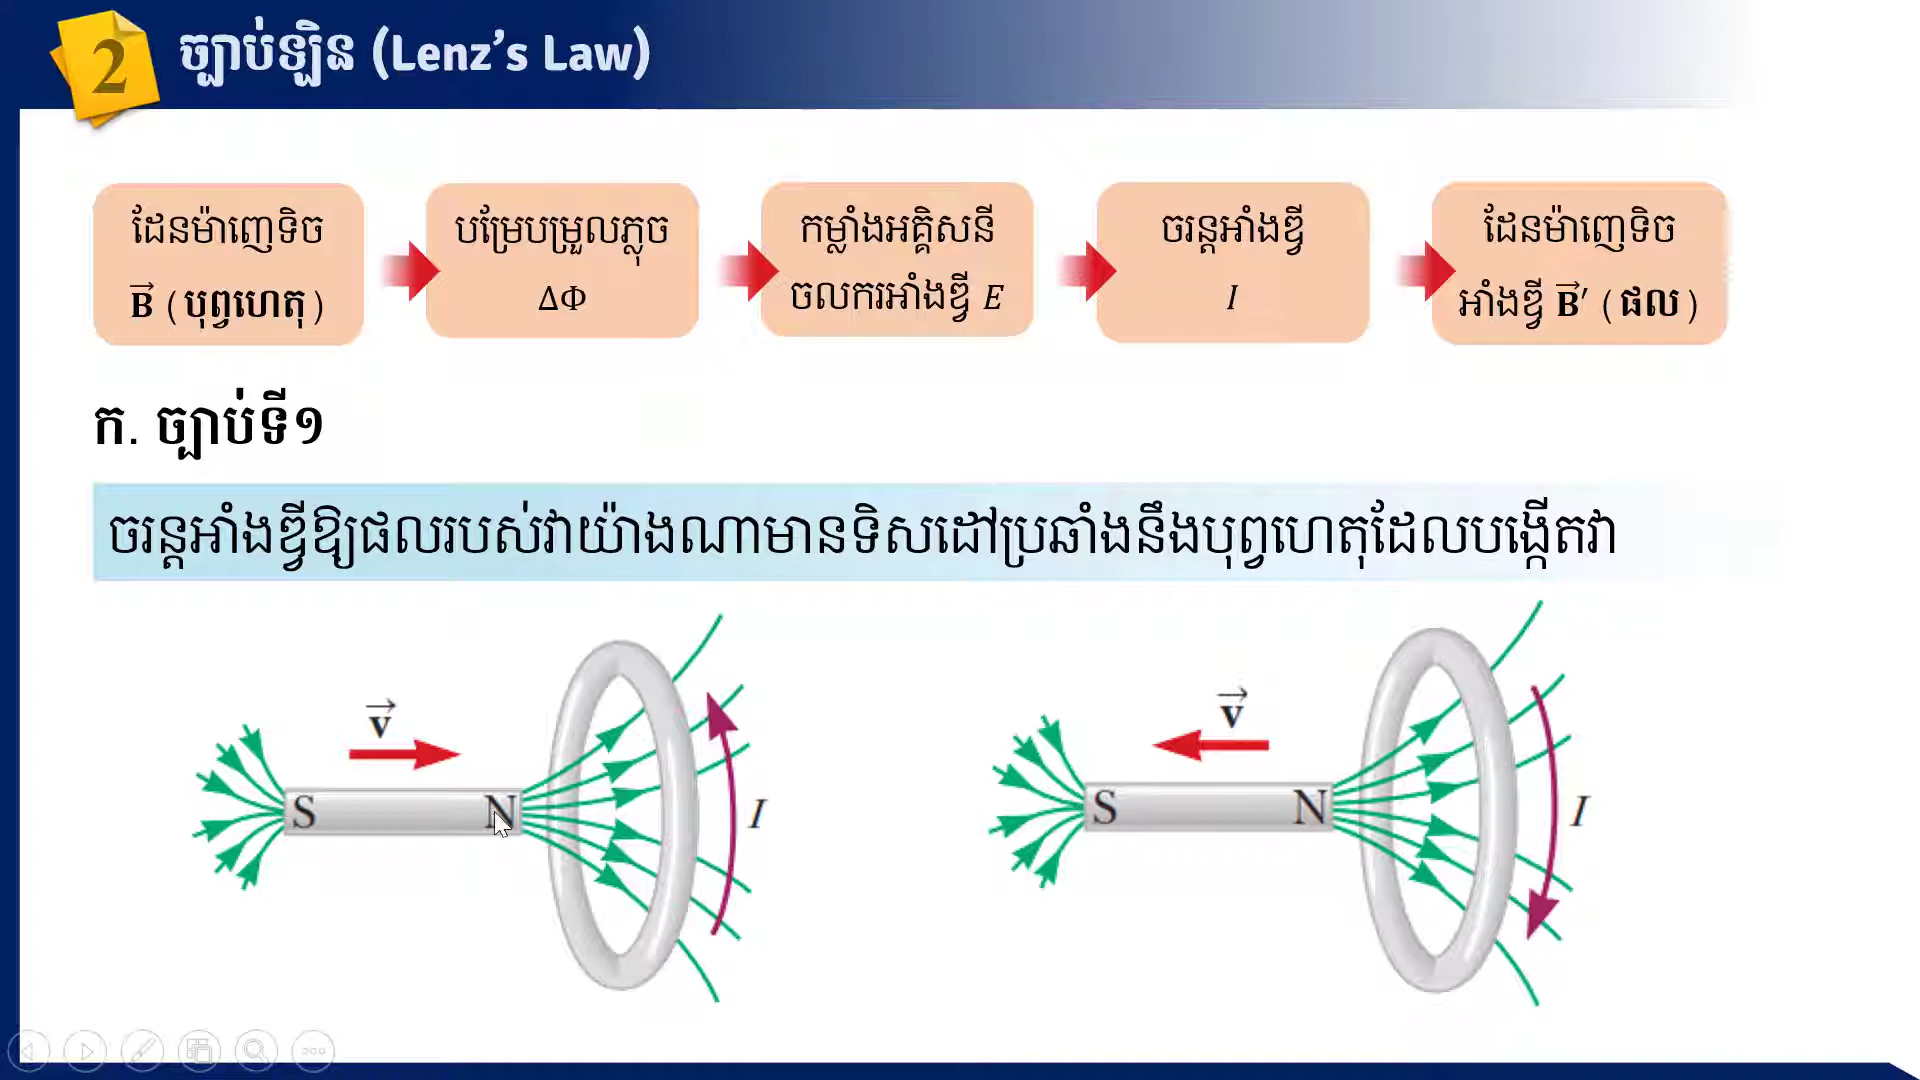 2
ច្បាប់ឡិន (Lenz’s Law)
ដែនម៉ាញេទិច
B⃗ (បុព្វហេតុ)
បម្រែបម្រួលភ្លុច
ΔΦ
កម្លាំងអគ្គិសនី
ចលករអាំងឌ្វី E
ចរន្តអាំងឌ្វី
I
ដែនម៉ាញេទិច
អាំងឌ្វី B⃗′ (ផល)
ក. ច្បាប់ទី១
ចរន្តអាំងឌ្វីឱ្យផលរបស់វាយ៉ាងណាមានទិសដៅប្រឆាំងនឹងបុព្វហេតុដែលបង្កើតវា
v⃗
S N
I
v⃗
S N
I